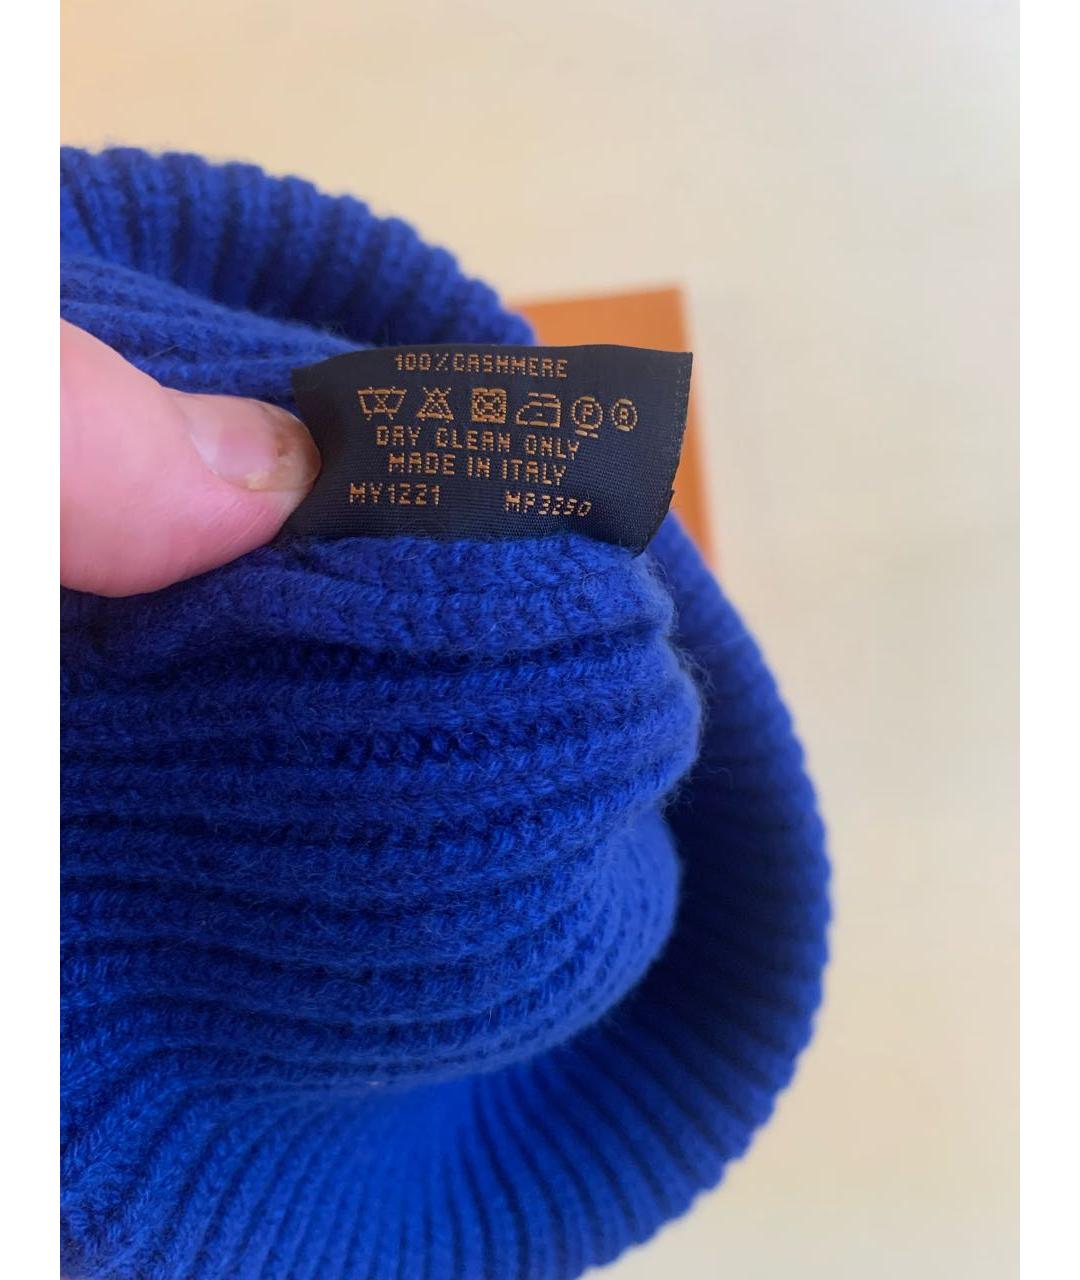 100% CASHMERE
P R
DRY CLEAN ONLY
MADE IN ITALY
MY1221 MP3250